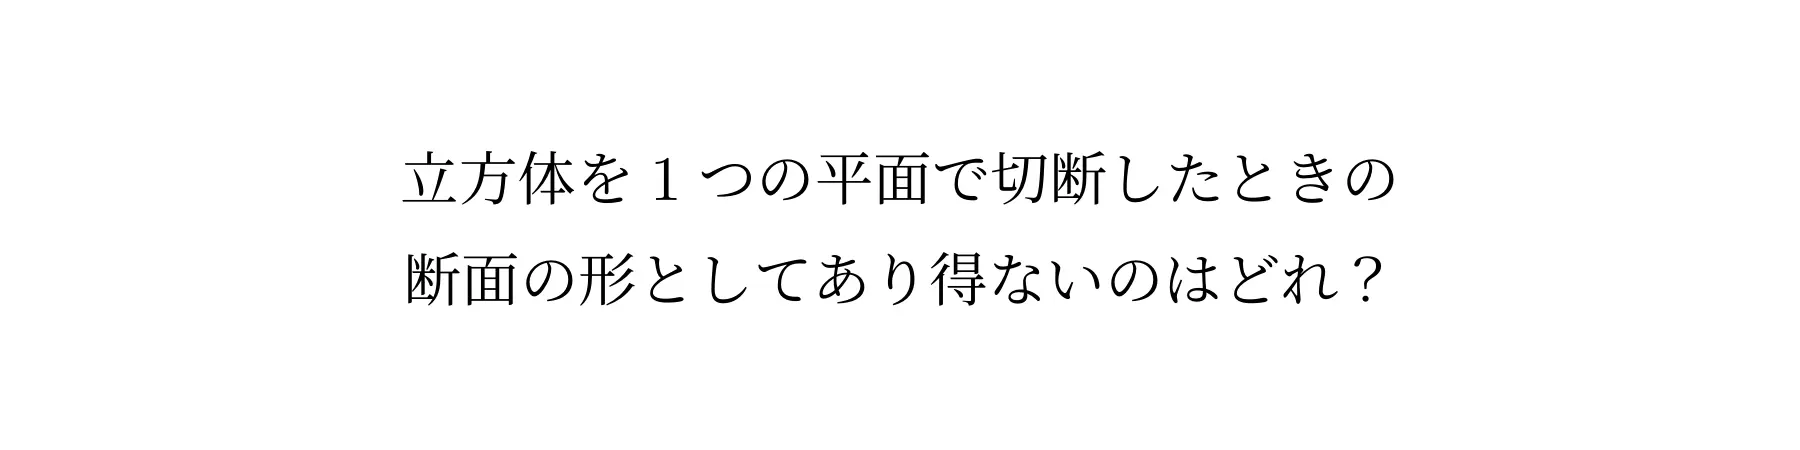 立方体を１つの平面で切断したときの
断面の形としてあり得ないのはどれ？